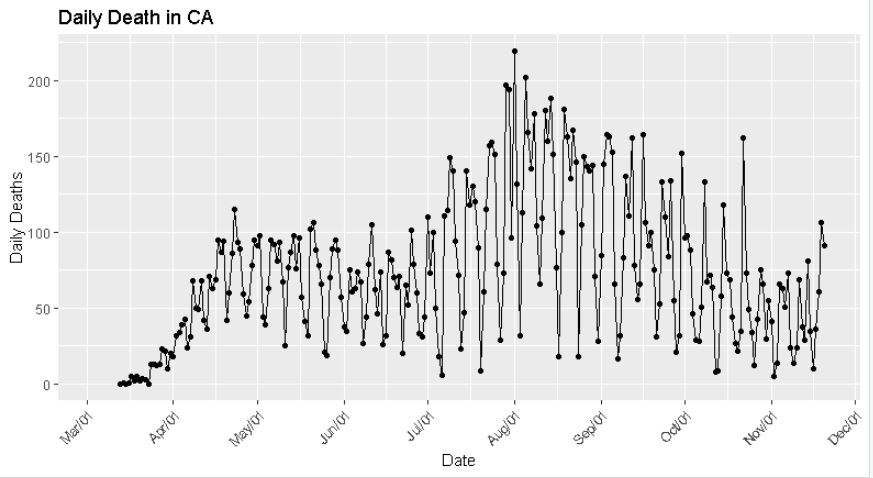 Daily Death in CA
200
150
100
50
0
Daily Deaths
Mar/01
Apr/01
May/01
Jun/01
Jul/01
Aug/01
Sep/01
Oct/01
Nov/01
Dec/01
Date